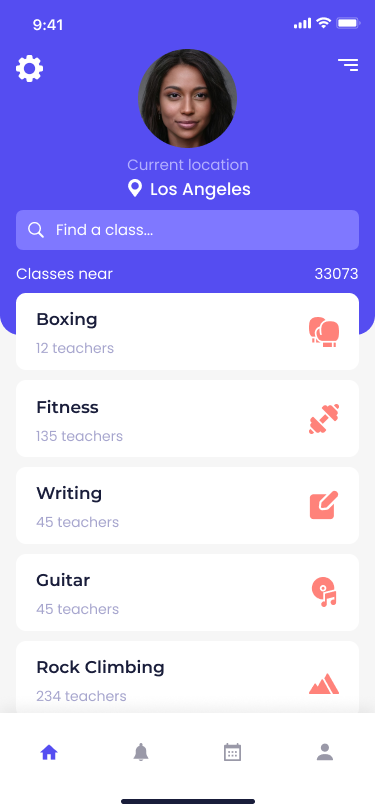 9:41
Current location
Los Angeles
Find a class...
Classes near 33073
Boxing
12 teachers
Fitness
135 teachers
Writing
45 teachers
Guitar
45 teachers
Rock Climbing
234 teachers